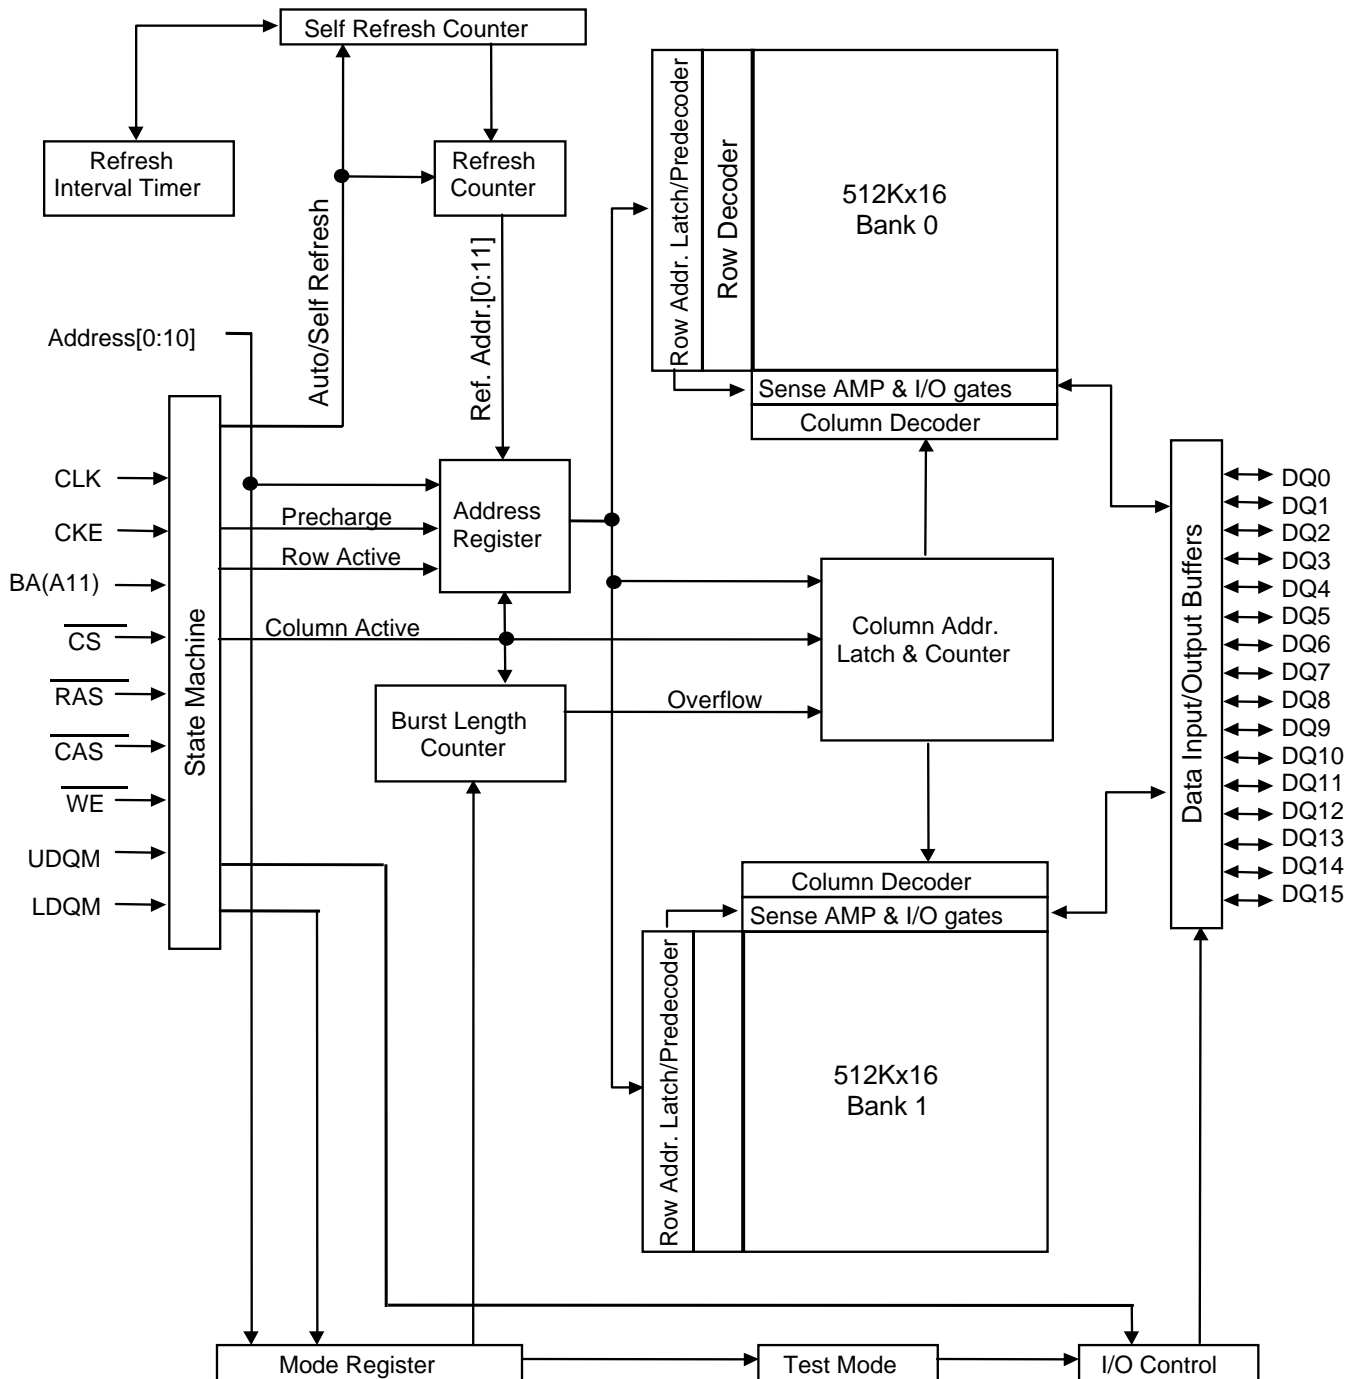 Self Refresh Counter
Refresh
Interval Timer
Refresh
Counter
Auto/Self Refresh
Ref. Addr.[0:11]
Row Addr. Latch/Predecoder
Row Decoder
512Kx16
Bank 0
Sense AMP & I/O gates
Column Decoder
Address[0:10]
CLK
CKE
BA(A11)
CS
RAS
CAS
WE
UDQM
LDQM
State Machine
Precharge
Row Active
Column Active
Address
Register
Burst Length
Counter
Overflow
Column Addr.
Latch & Counter
Data Input/Output Buffers
DQ0
DQ1
DQ2
DQ3
DQ4
DQ5
DQ6
DQ7
DQ8
DQ9
DQ10
DQ11
DQ12
DQ13
DQ14
DQ15
Column Decoder
Sense AMP & I/O gates
Row Addr. Latch/Predecoder
512Kx16
Bank 1
Mode Register
Test Mode
I/O Control